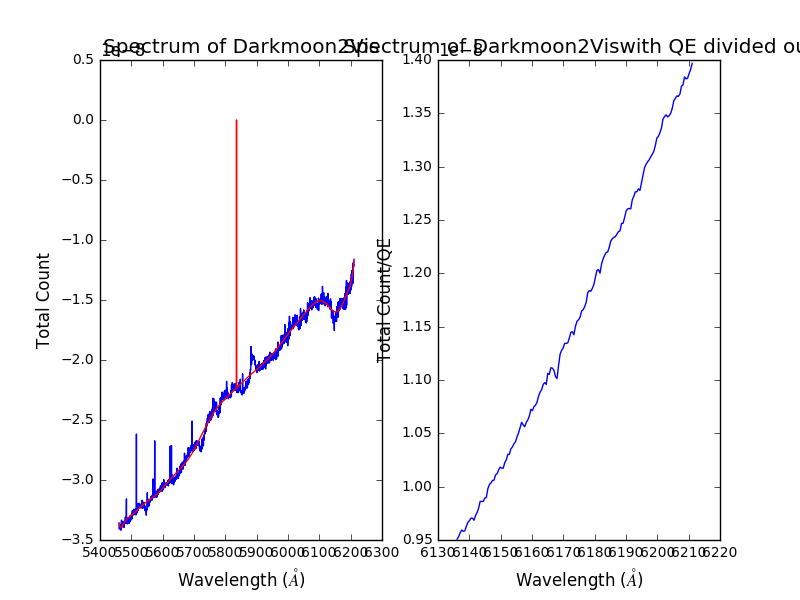 Spectrum of Darkmoon2Vis
1e−8
0.5
0.0
−0.5
−1.0
−1.5
−2.0
−2.5
−3.0
−3.5
Total Count
5400 5500 5600 5700 5800 5900 6000 6100 6200 6300
Wavelength (Å)
Spectrum of Darkmoon2Viswith QE divided ou
1e−8
1.40
1.35
1.30
1.25
1.20
1.15
1.10
1.05
1.00
0.95
Total Count/QE
6130 6140 6150 6160 6170 6180 6190 6200 6210 6220
Wavelength (Å)